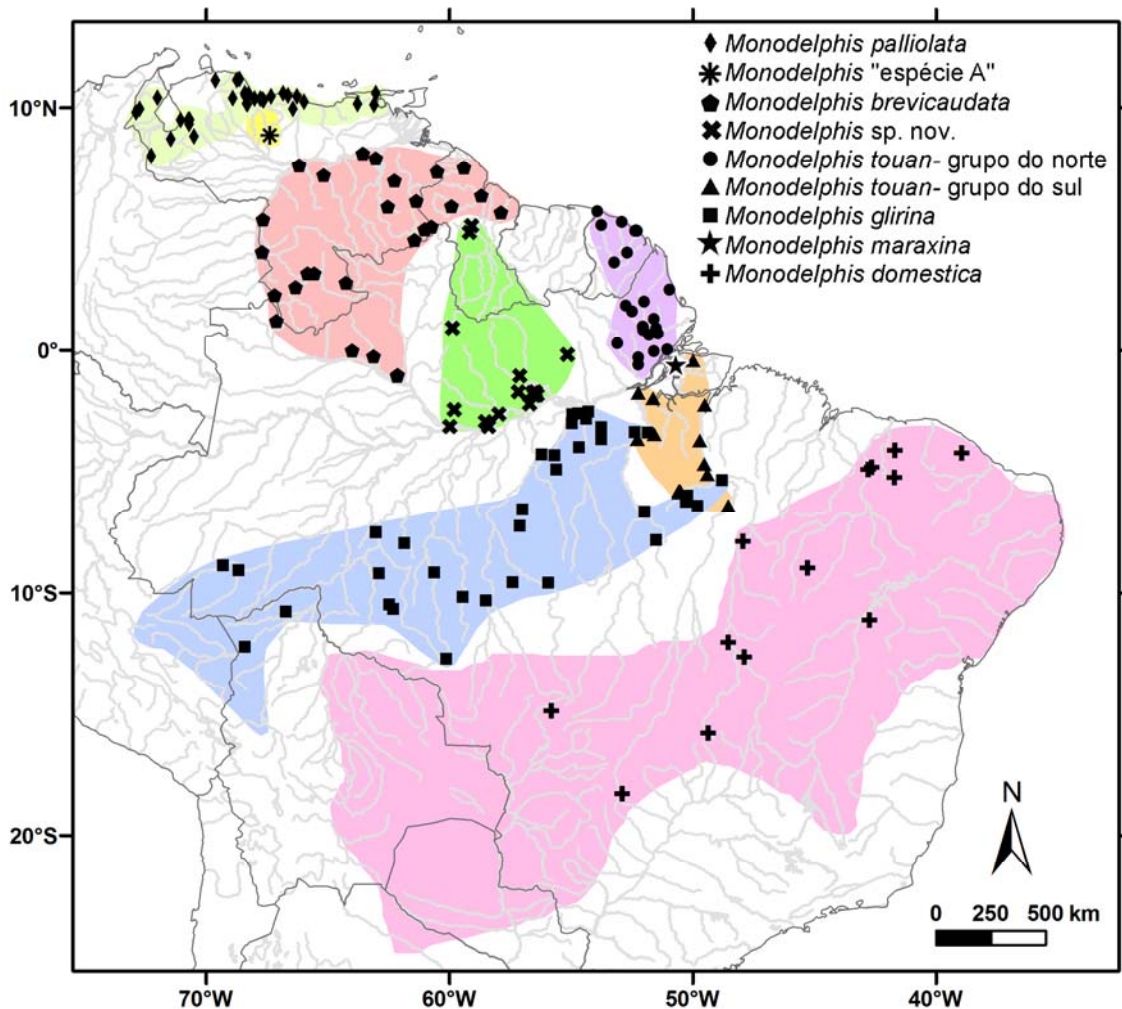 Monodelphis palliolata
Monodelphis "espécie A"
Monodelphis brevicaudata
Monodelphis sp. nov.
Monodelphis touan- grupo do norte
Monodelphis touan- grupo do sul
Monodelphis glirina
Monodelphis maraxina
Monodelphis domestica
10°N
0°
10°S
20°S
N
0 250 500 km
70°W 60°W 50°W 40°W